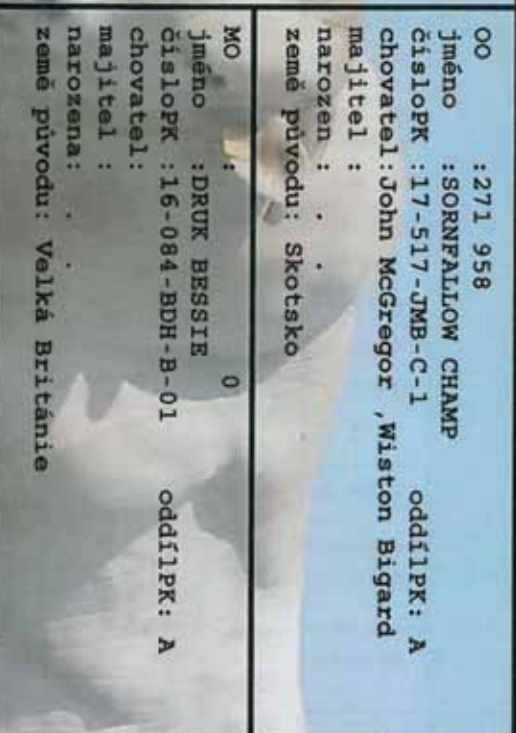 OO :271 958
jméno :SORNFALLOW CHAMP
čísloPK :17-517-JMB-C-1 oddílPK: A
chovatel:John McGregor ,Wiston Bigard
majitel :
narozen : . .
země původu: Skotsko
MO : 0
jméno :DRUK BESSIE
čísloPK :16-084-BDH-B-01 oddílPK: A
chovatel:
majitel :
narozena: . .
země původu: Velká Británie